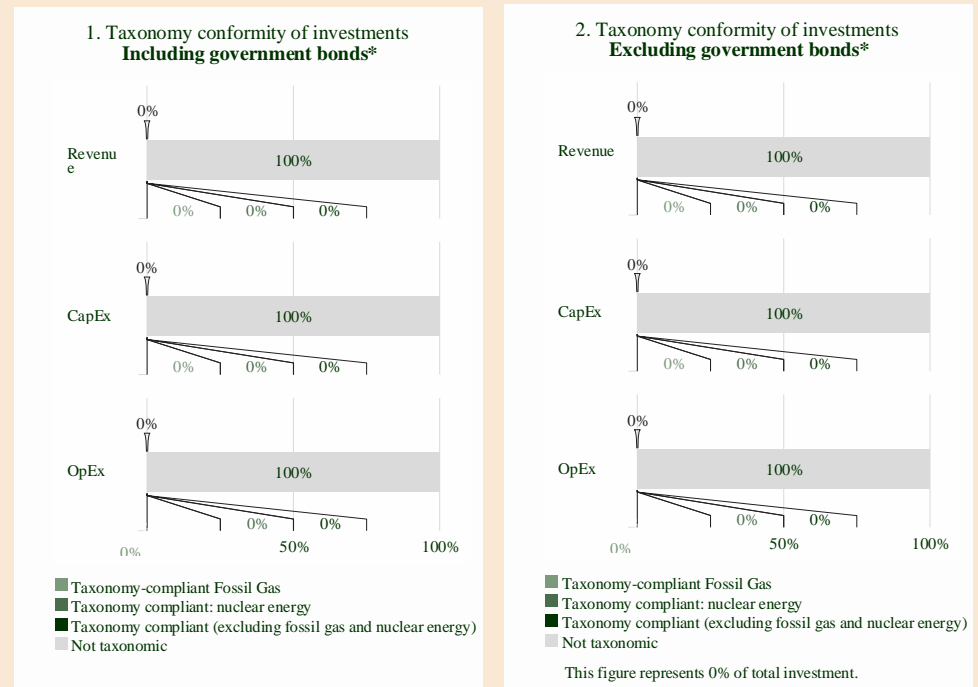 1. Taxonomy conformity of investments
Including government bonds*
0%
Revenu
e
100%
0% 0% 0%
0%
CapEx
100%
0% 0% 0%
0%
OpEx
100%
0% 0%
0% 50% 100%
Taxonomy-compliant Fossil Gas
Taxonomy compliant: nuclear energy
Taxonomy compliant (excluding fossil gas and nuclear energy)
Not taxonomic
2. Taxonomy conformity of investments
Excluding government bonds*
0%
Revenue
100%
0% 0% 0%
0%
CapEx
100%
0% 0% 0%
0%
OpEx
100%
0% 0%
0% 50% 100%
Taxonomy-compliant Fossil Gas
Taxonomy compliant: nuclear energy
Taxonomy compliant (excluding fossil gas and nuclear energy)
Not taxonomic
This figure represents 0% of total investment.